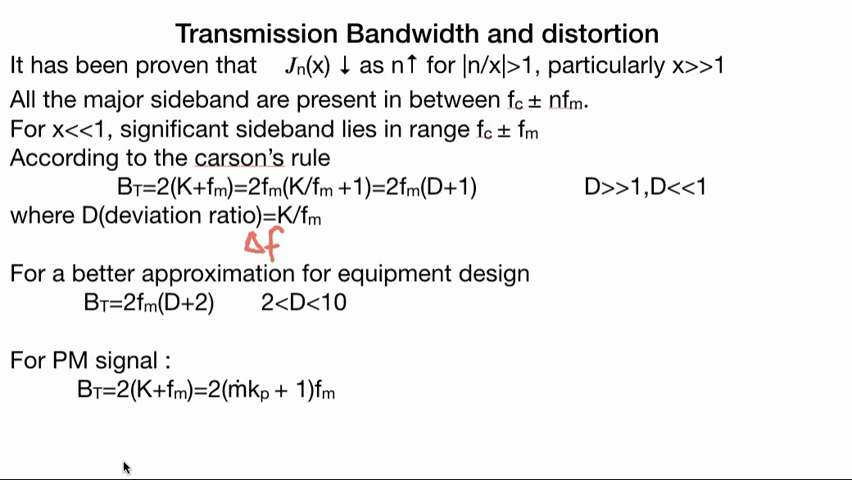 Transmission Bandwidth and distortion
It has been proven that Jn(x) ↓ as n↑ for |n/x|>1, particularly x>>1
All the major sideband are present in between fc ± nfm.
For x<<1, significant sideband lies in range fc ± fm
According to the carson’s rule
BT=2(K+fm)=2fm(K/fm +1)=2fm(D+1) D>>1,D<<1
where D(deviation ratio)=K/fm
Δf
For a better approximation for equipment design
BT=2fm(D+2) 2<D<10
For PM signal :
BT=2(K+fm)=2(ṁkp + 1)fm